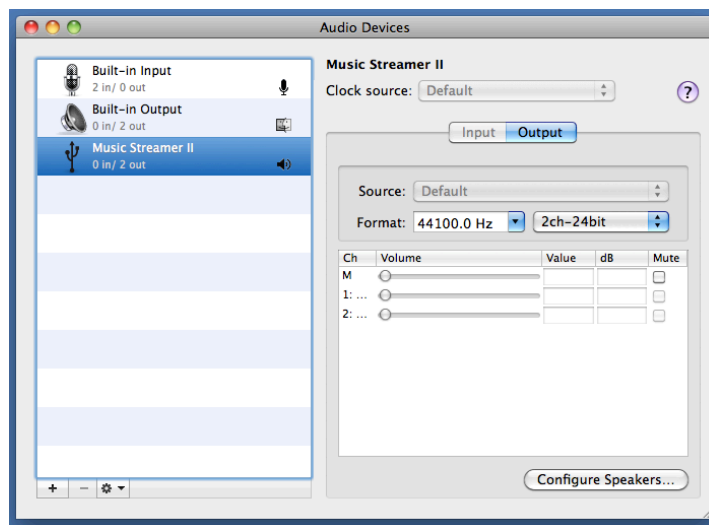 Audio Devices
Built-in Input
2 in/ 0 out
Built-in Output
0 in/ 2 out
Music Streamer II
0 in/ 2 out
Music Streamer II
Clock source: Default
?
Input Output
Source: Default
Format: 44100.0 Hz 2ch-24bit
Ch Volume Value dB Mute
M
1: ...
2: ...
Configure Speakers...